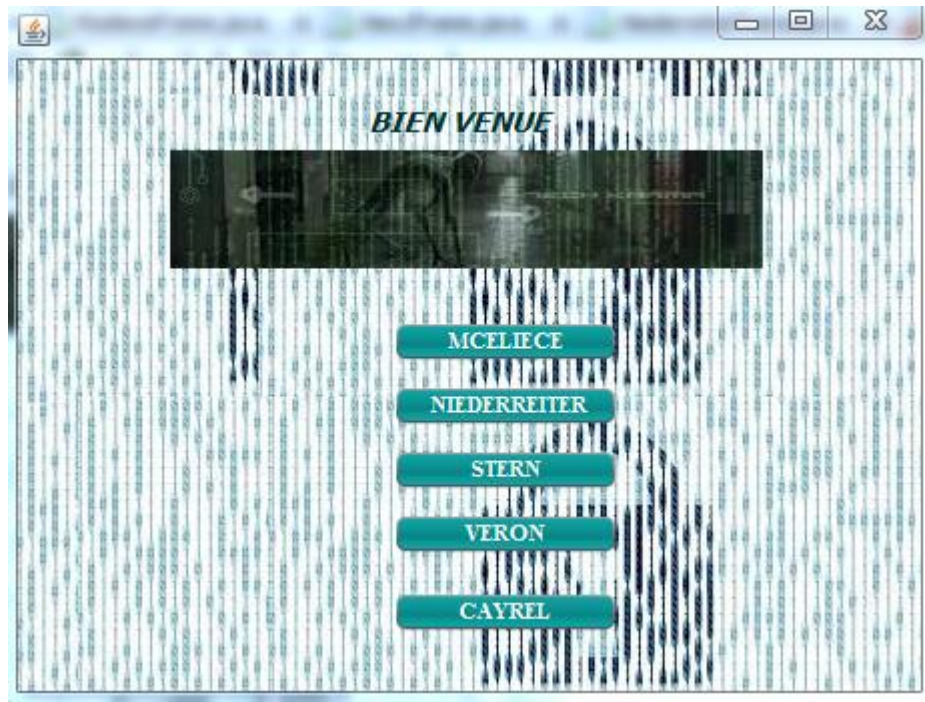 BIEN VENUE
MCELIECE
NIEDERREITER
STERN
VERON
CAYREL